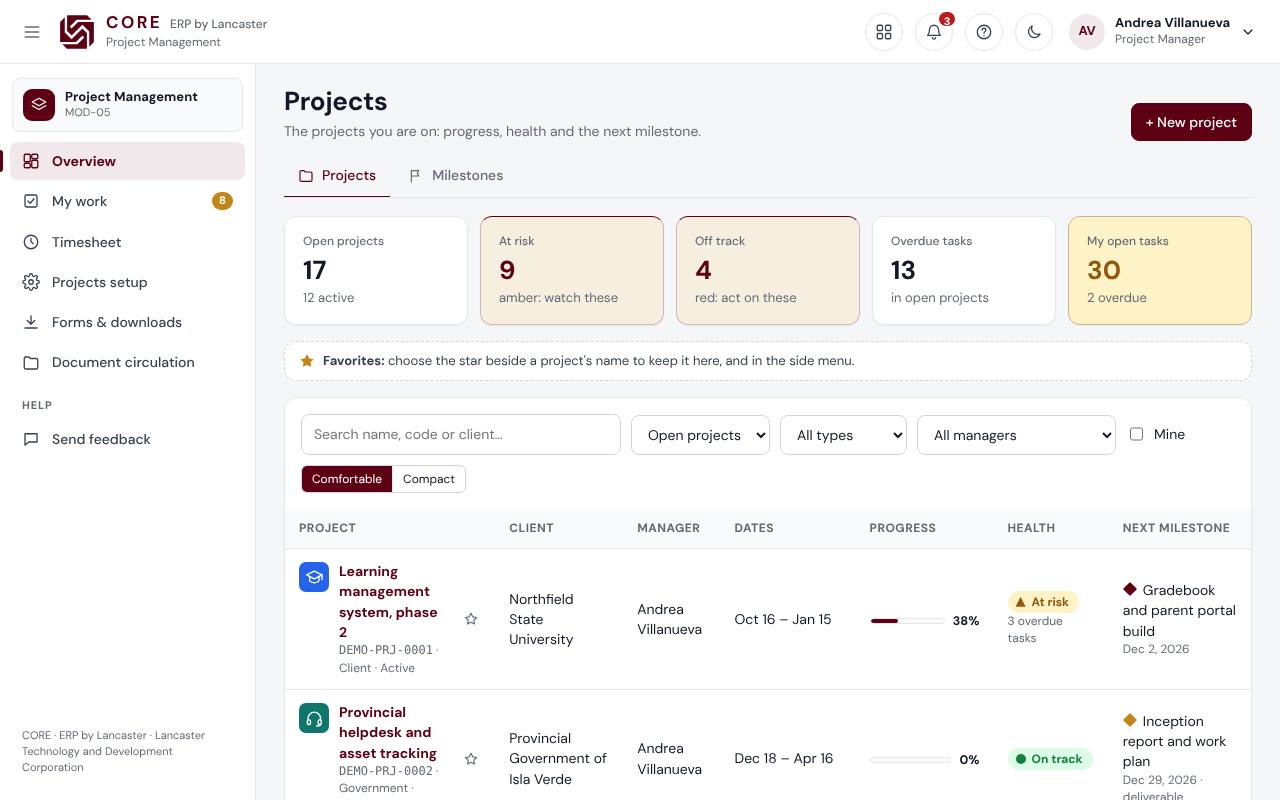 CORE ERP by Lancaster
Project Management
3
AV
Andrea Villanueva
Project Manager
Project Management
MOD-05
Overview
My work 8
Timesheet
Projects setup
Forms & downloads
Document circulation
HELP
Send feedback
CORE · ERP by Lancaster · Lancaster
Technology and Development
Corporation
Projects
The projects you are on: progress, health and the next milestone.
+ New project
Projects Milestones
Open projects
17
12 active
At risk
9
amber: watch these
Off track
4
red: act on these
Overdue tasks
13
in open projects
My open tasks
30
2 overdue
Favorites: choose the star beside a project's name to keep it here, and in the side menu.
Search name, code or client…
Open projects
All types
All managers
Mine
Comfortable Compact
PROJECT CLIENT MANAGER DATES PROGRESS HEALTH NEXT MILESTONE
Learning
management
system, phase
2
DEMO-PRJ-0001 ·
Client · Active
Northfield
State
University
Andrea
Villanueva
Oct 16 – Jan 15
38%
At risk
3 overdue
tasks
Gradebook
and parent portal
build
Dec 2, 2026
Provincial
helpdesk and
asset tracking
DEMO-PRJ-0002 ·
Government ·
Provincial
Government of
Isla Verde
Andrea
Villanueva
Dec 18 – Apr 16
0%
On track
Inception
report and work
plan
Dec 29, 2026 ·
deliverable